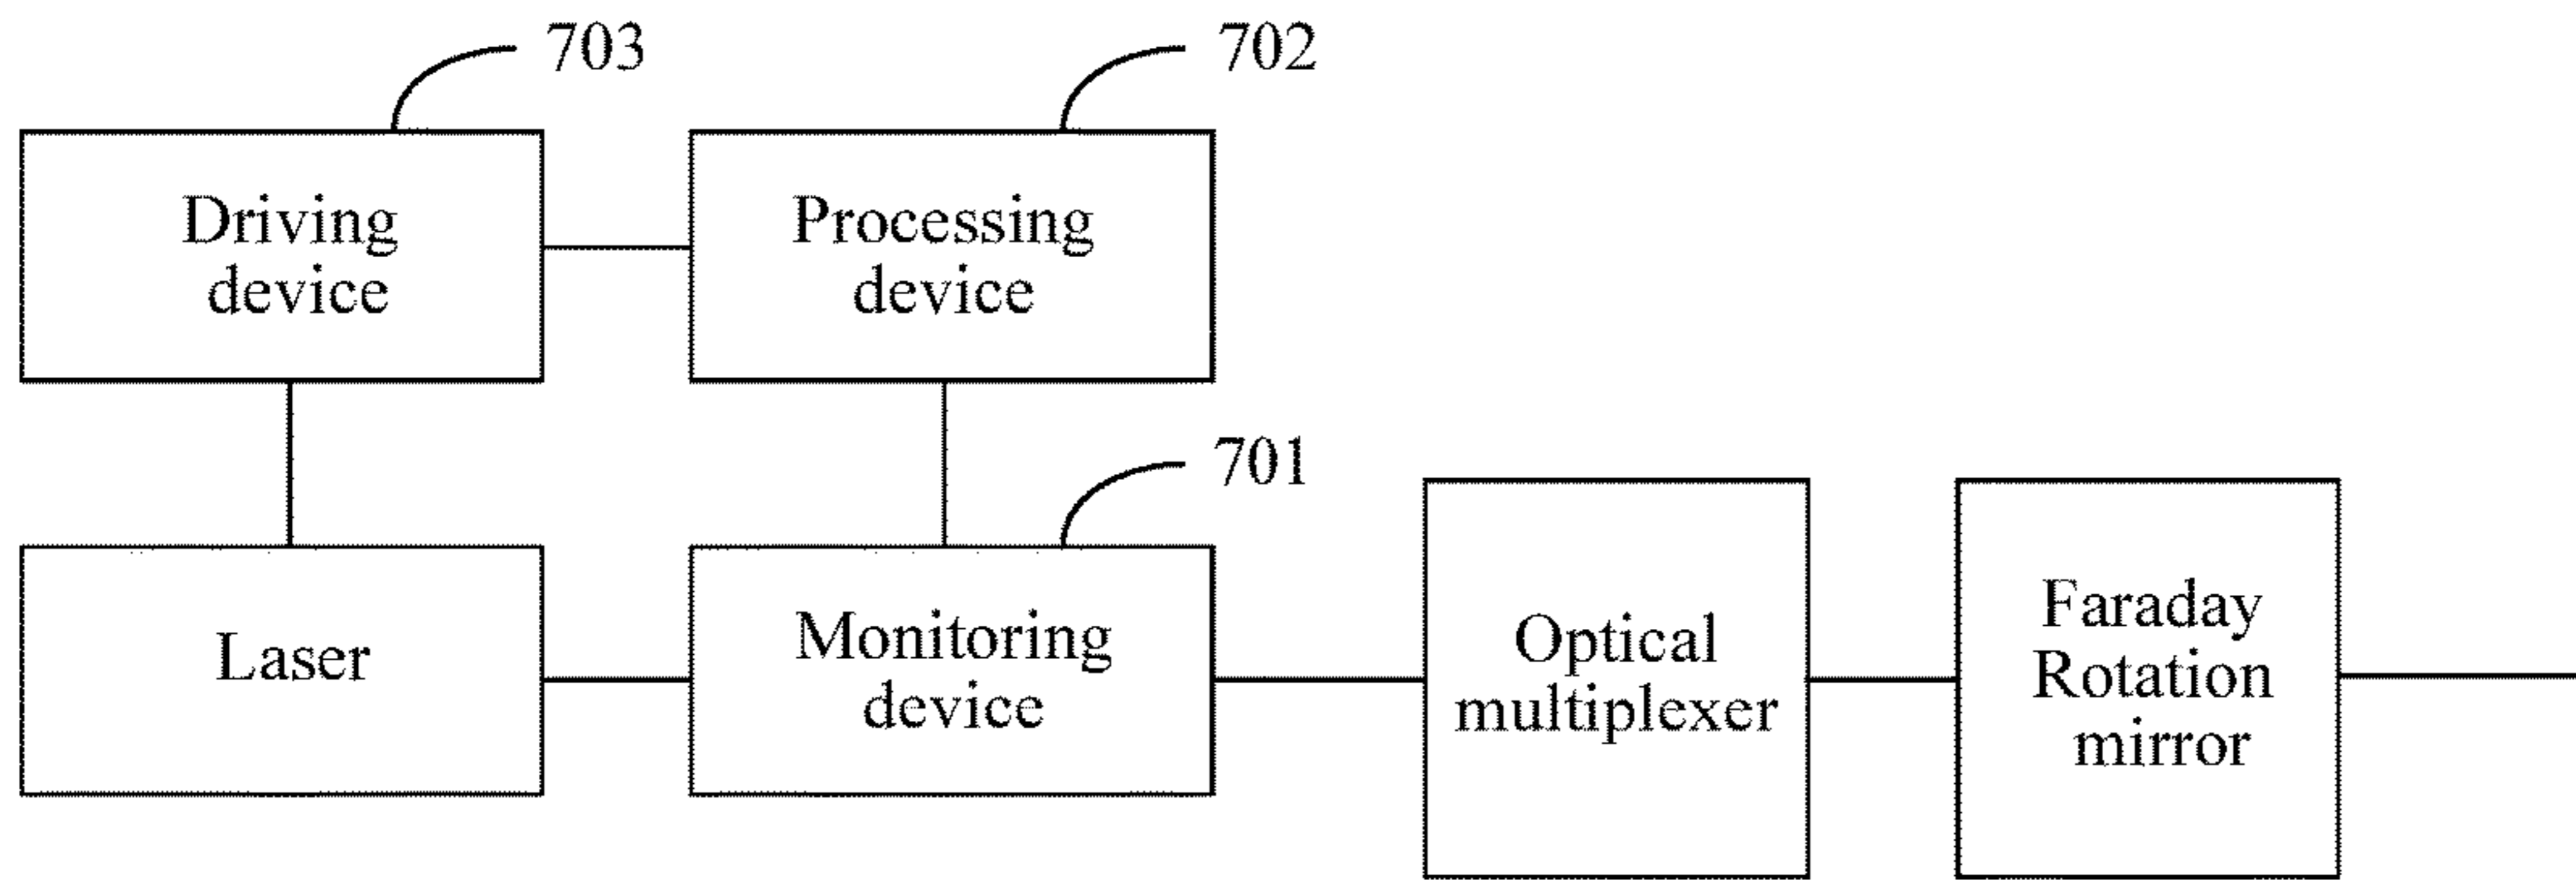 703
702
Driving
device
Processing
device
701
Laser
Monitoring
device
Optical
multiplexer
Faraday
Rotation
mirror